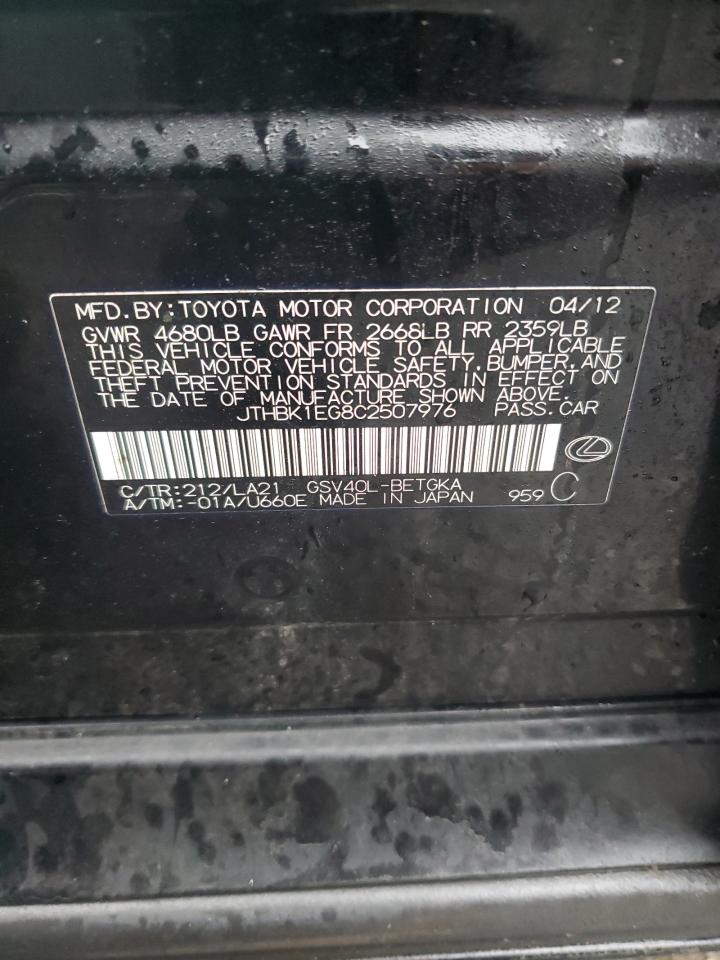 MFD.BY:TOYOTA MOTOR CORPORATION 04/12
GVWR 4680LB GAWR FR 2668LB RR 2359LB
THIS VEHICLE CONFORMS TO ALL APPLICABLE
FEDERAL MOTOR VEHICLE SAFETY,BUMPER,AND
THEFT PREVENTION STANDARDS IN EFFECT ON
THE DATE OF MANUFACTURE SHOWN ABOVE.
JTHBK1EG8C2507976 PASS.CAR
C/TR:212/LA21 GSV40L-BETGKA
A/TM:-01A/U660E MADE IN JAPAN 959 C